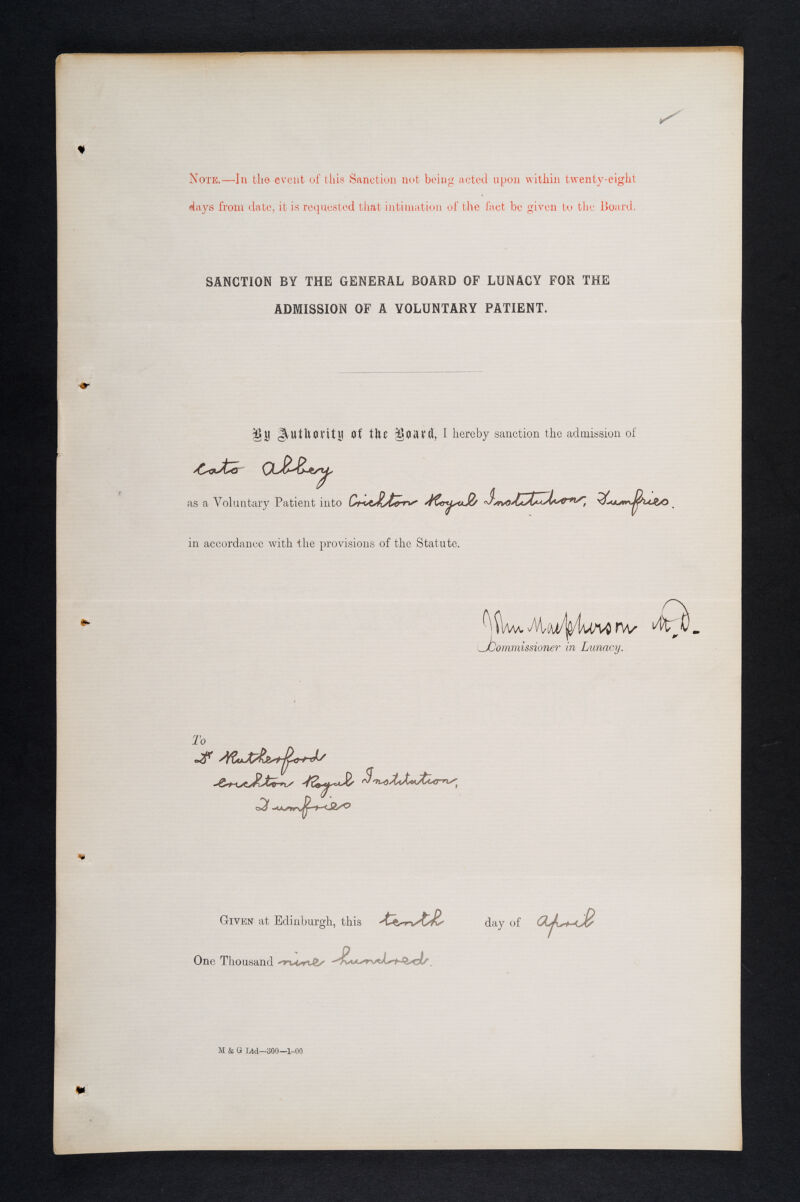 NOTE.—In the event of this Sanction not being acted upon within twenty-eight
days from date, it is requested that intimation of the fact be given to the Board.
SANCTION BY THE GENERAL BOARD OF LUNACY FOR THE
ADMISSION OF A VOLUNTARY PATIENT.
By Authority of the Board, I hereby sanction the admission of
Cato Abbey
as a Voluntary Patient into Crichton Royal Institution, Dumfries.
in accordance with the provisions of the Statute.
John Macpherson M.D.
Commissioner in Lunacy.
To
Dr Rutherford
Crichton Royal Institution,
Dumfries
GIVEN at Edinburgh, this tenth day of April
One Thousand nine hundred.
M & G Ltd—300—1-00